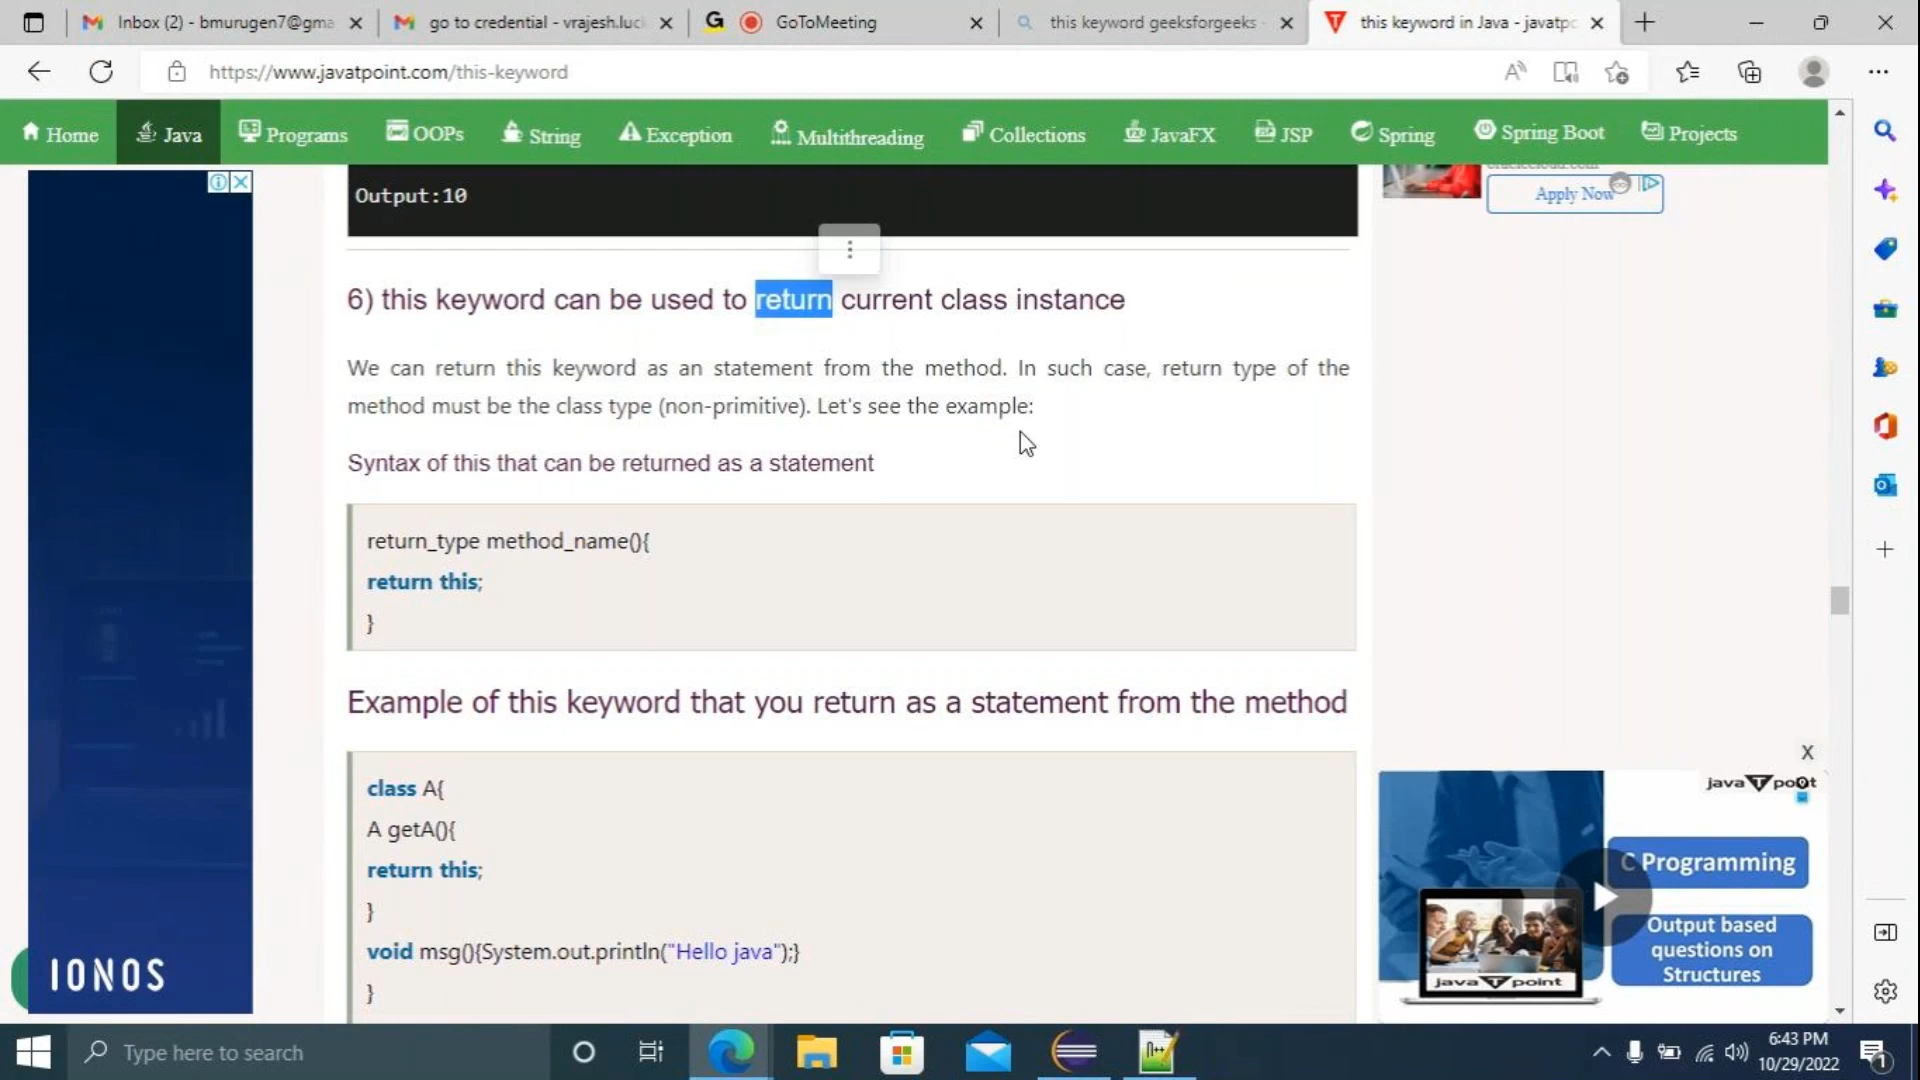 Inbox (2) - bmurugen7@gma
go to credential - vrajesh.luc
G
GoToMeeting
this keyword geeksforgeeks -
this keyword in Java - javatpo
https://www.javatpoint.com/this-keyword
Home
Java
Programs
OOPs
String
Exception
Multithreading
Collections
JavaFX
JSP
Spring
Spring Boot
Projects
Output:10
Apply Now
6) this keyword can be used to return current class instance
We can return this keyword as an statement from the method. In such case, return type of the
method must be the class type (non-primitive). Let's see the example:
Syntax of this that can be returned as a statement
return_type method_name(){
return this;
}
Example of this keyword that you return as a statement from the method
class A{
A getA(){
return this;
}
void msg(){System.out.println("Hello java");}
}
IONOS
X
java T point
C Programming
Output based
questions on
Structures
java T point
Type here to search
6:43 PM
10/29/2022
1